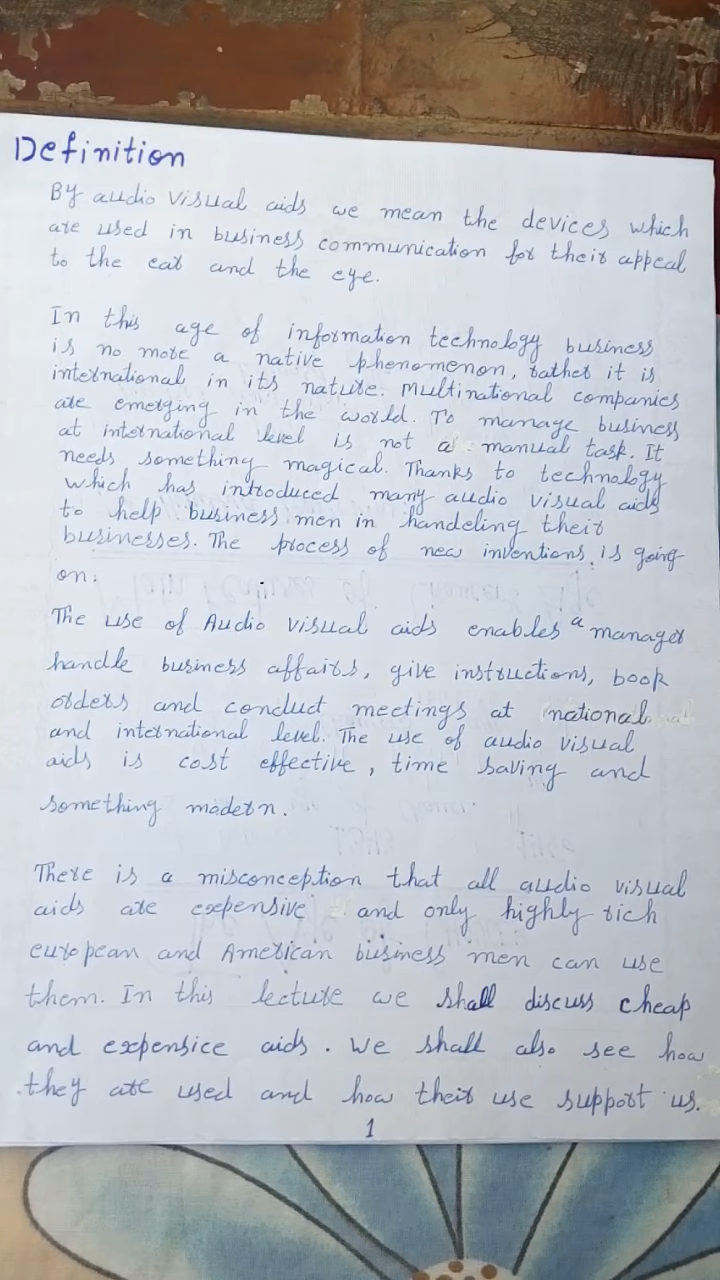 Definition
By audio visual aids we mean the devices which
are used in business communication for their appeal
to the ear and the eye.
In this age of information technology business
is no more a native phenomenon, rather it is
international in its nature. Multinational companies
are emerging in the world. To manage business
at international level is not a manual task. It
needs something magical. Thanks to technology
which has introduced many audio visual aids
to help business men in handeling their
businesses. The process of new inventions is going
on.
The use of Audio visual aids enables a manager
handle business affairs, give instructions, book
orders and conduct meetings at national
and international level. The use of audio visual
aids is cost effective, time saving and
something modern.
There is a misconception that all audio visual
aids are expensive and only highly rich
european and American business men can use
them. In this lecture we shall discuss cheap
and expensice aids. We shall also see how
they are used and how their use support us.
1